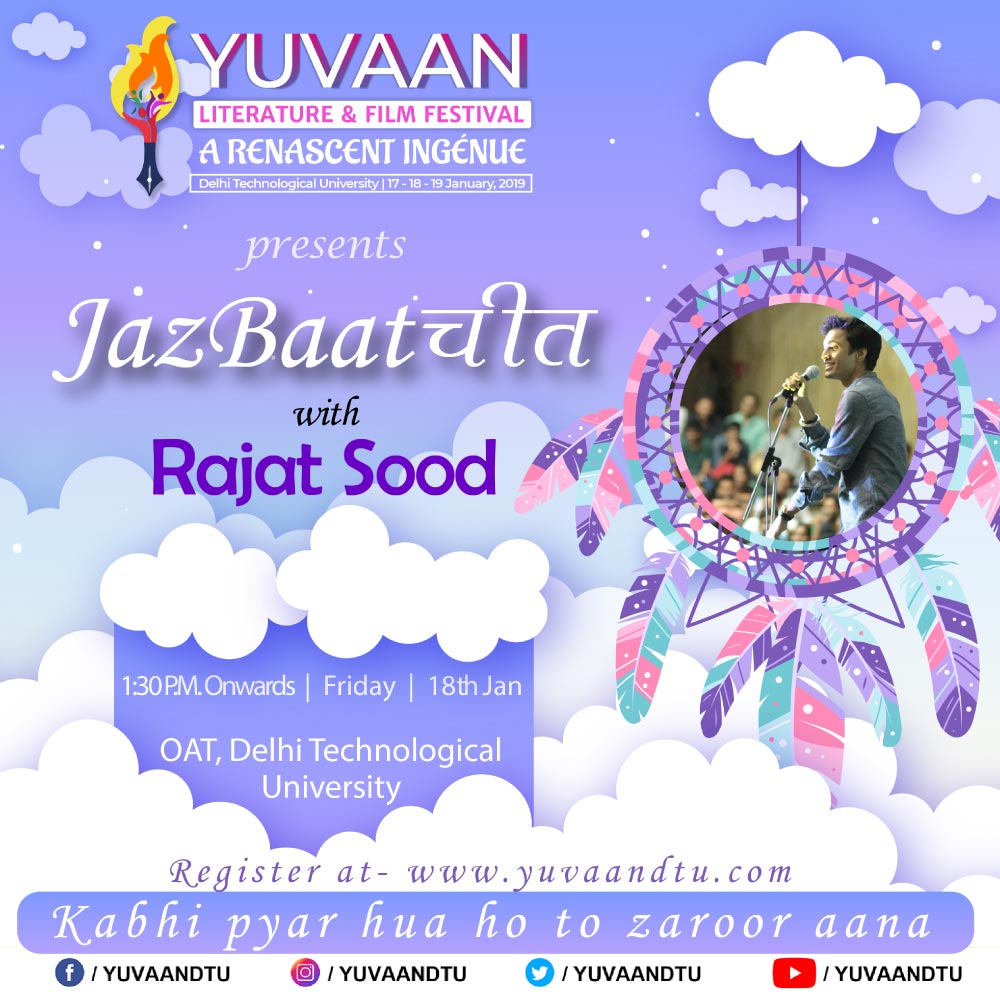 YUVAAN
LITERATURE & FILM FESTIVAL
A RENASCENT INGÉNUE
Delhi Technological University | 17 - 18 - 19 January, 2019
presents
JazBaatचीत
with
Rajat Sood
1:30 P.M. Onwards | Friday | 18th Jan
OAT, Delhi Technological
University
Register at- www.yuvaandtu.com
Kabhi pyar hua ho to zaroor aana
/ YUVAANDTU / YUVAANDTU / YUVAANDTU / YUVAANDTU